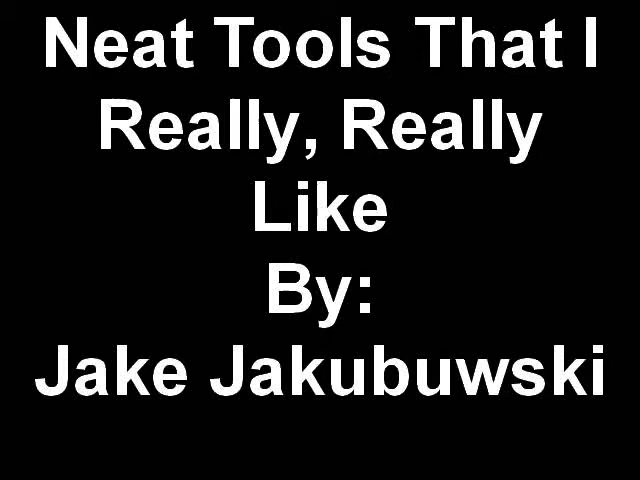 Neat Tools That I
Really, Really
Like
By:
Jake Jakubuwski